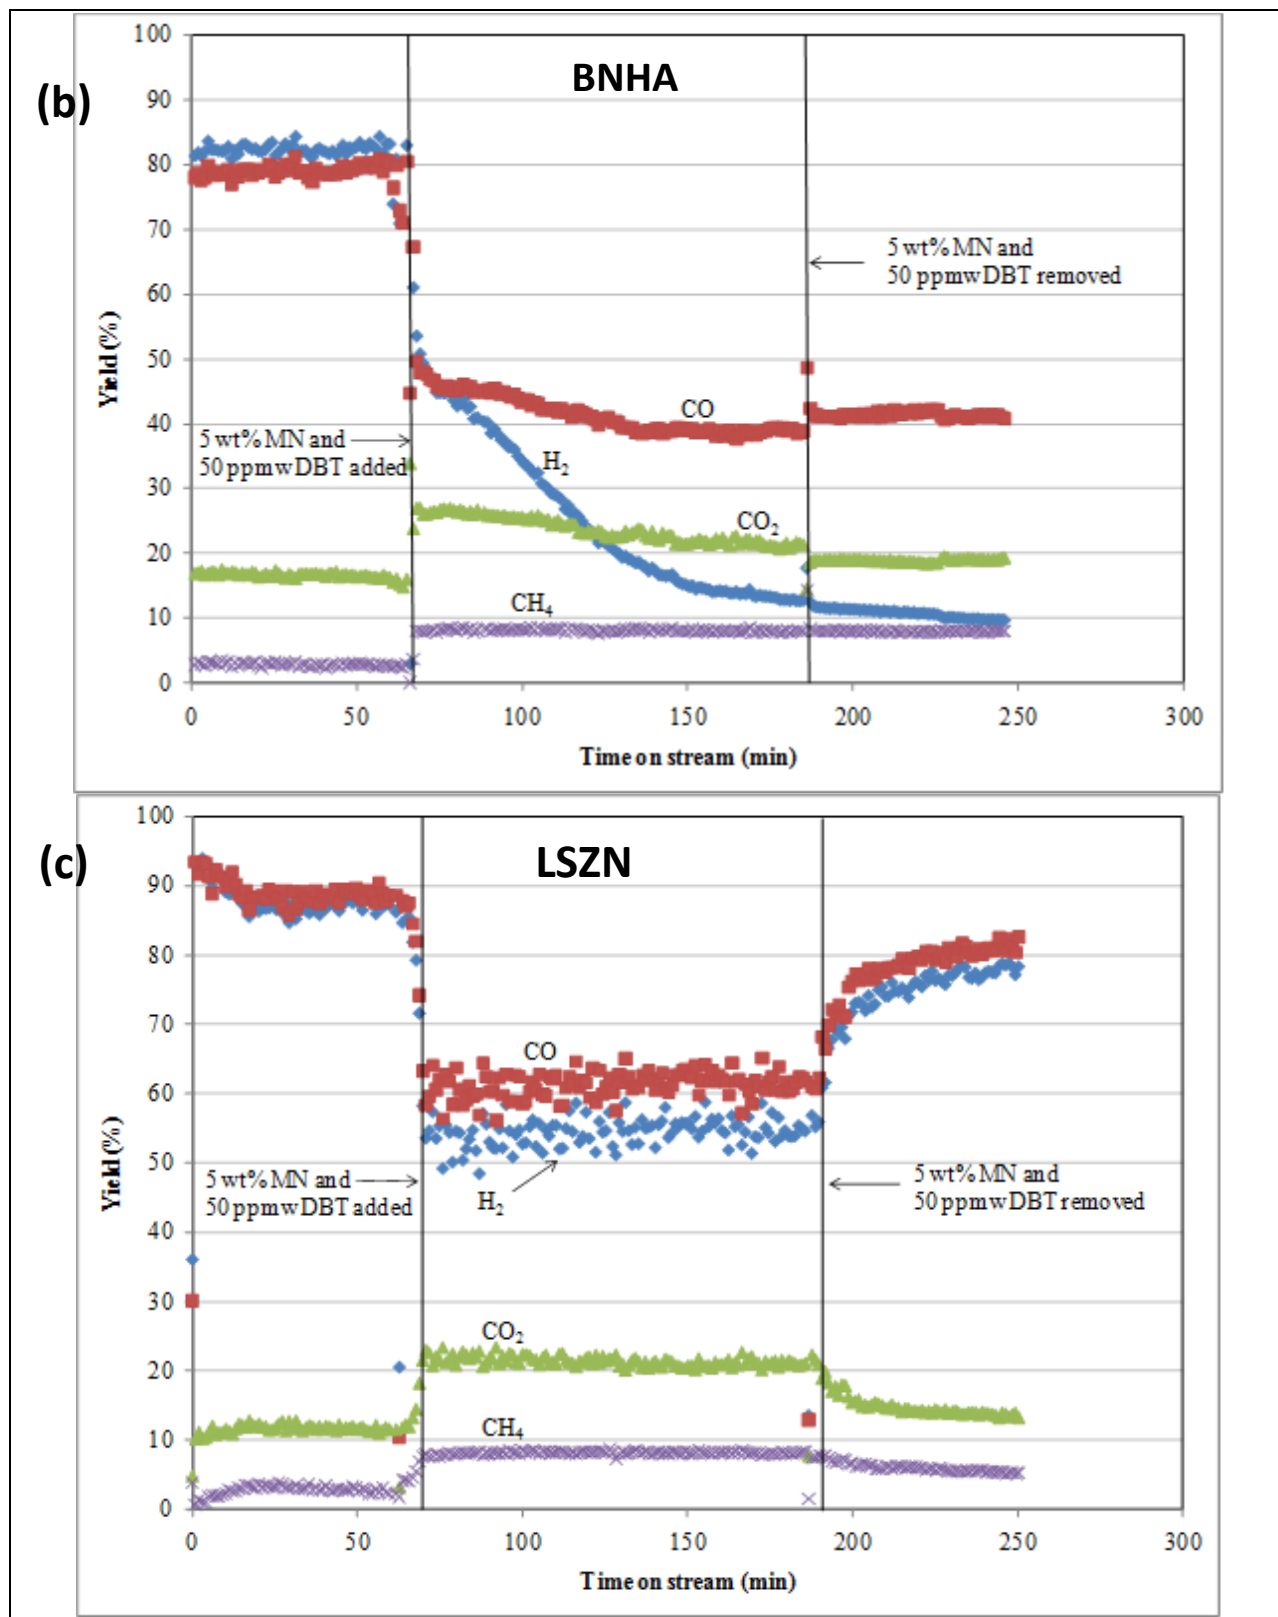 (b)
BNHA
100
90
80
70
60
50
40
30
20
10
0
Yield (%)
5 wt% MN and
50 ppmw DBT added
5 wt% MN and
50 ppmw DBT removed
CO
H2
CO2
CH4
0 50 100 150 200 250 300
Time on stream (min)
(c)
LSZN
100
90
80
70
60
50
40
30
20
10
0
Yield (%)
CO
5 wt% MN and
50 ppmw DBT added
H2
5 wt% MN and
50 ppmw DBT removed
CO2
CH4
0 50 100 150 200 250 300
Time on stream (min)